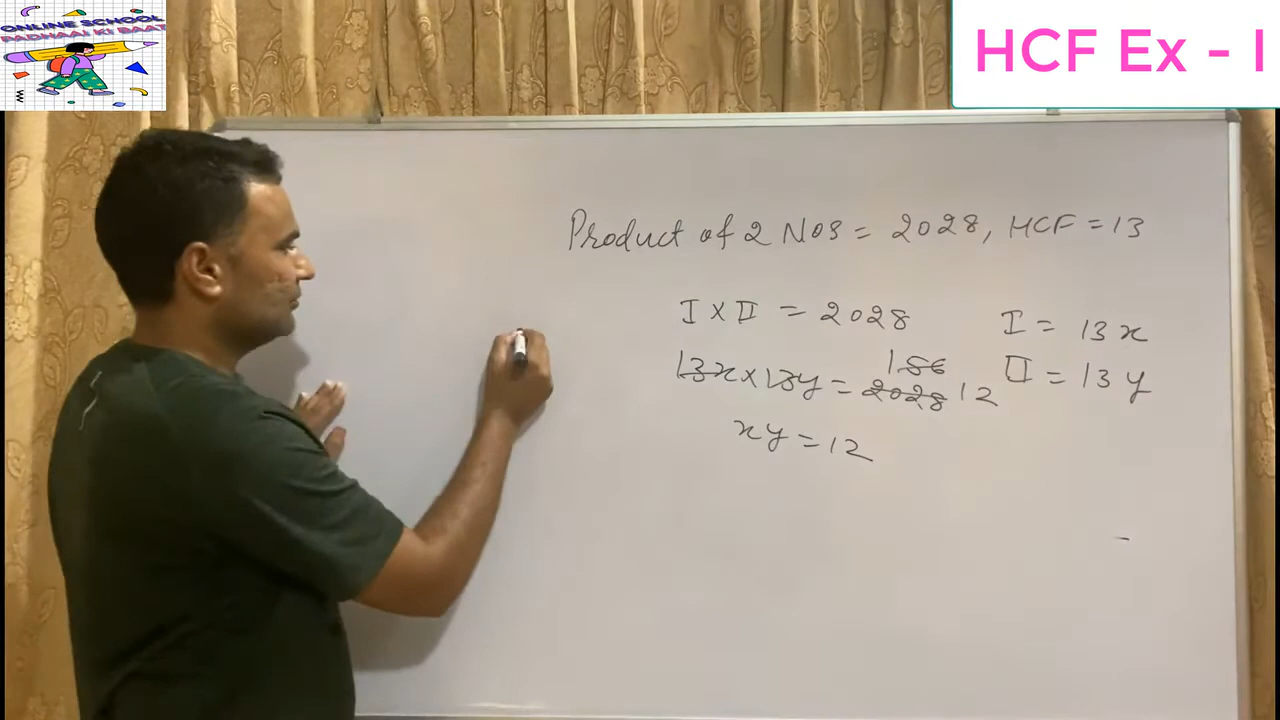 ONLINE SCHOOL
PADHAAI KI BAAT
HCF Ex - I
Product of 2 Nos = 2028, HCF = 13
I × II = 2028
I = 13x
156
13x × 13y = 2028 12
II = 13y
xy = 12